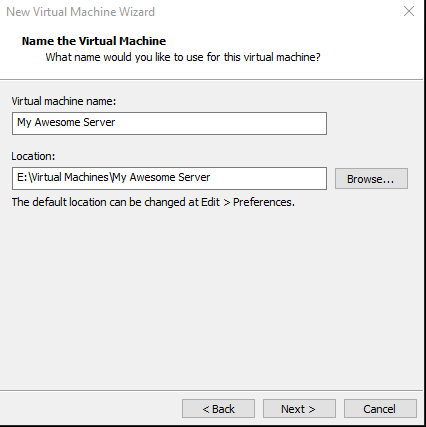 New Virtual Machine Wizard
Name the Virtual Machine
What name would you like to use for this virtual machine?
Virtual machine name:
My Awesome Server
Location:
E:\Virtual Machines\My Awesome Server
Browse...
The default location can be changed at Edit > Preferences.
< Back
Next >
Cancel